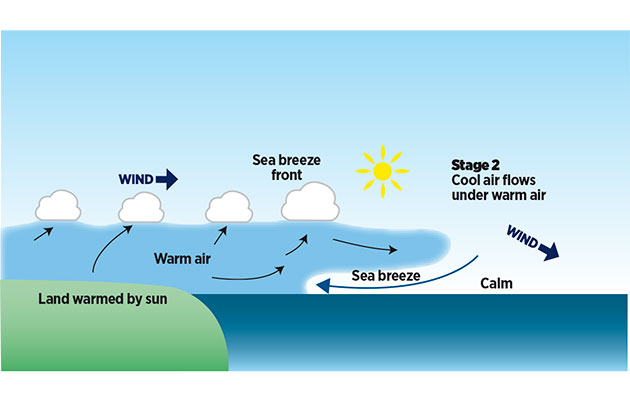 Sea breeze
front
WIND
Stage 2
Cool air flows
under warm air
WIND
Warm air
Sea breeze
Calm
Land warmed by sun